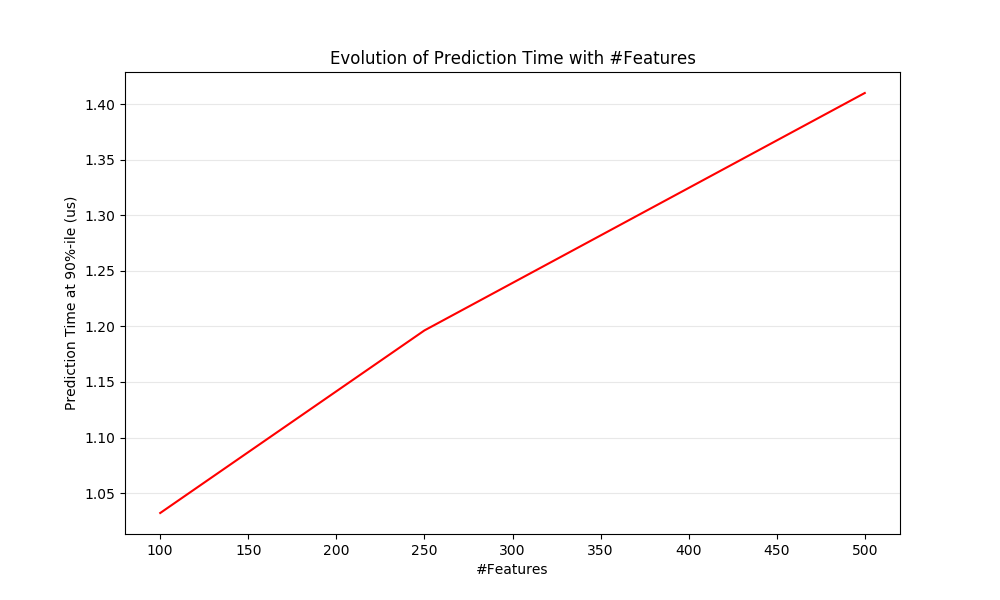 Evolution of Prediction Time with #Features
Prediction Time at 90%-ile (us)
1.40
1.35
1.30
1.25
1.20
1.15
1.10
1.05
100 150 200 250 300 350 400 450 500
#Features